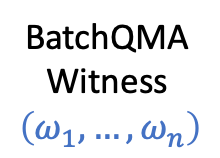 BatchQMA
Witness
(ω₁, ..., ωₙ)